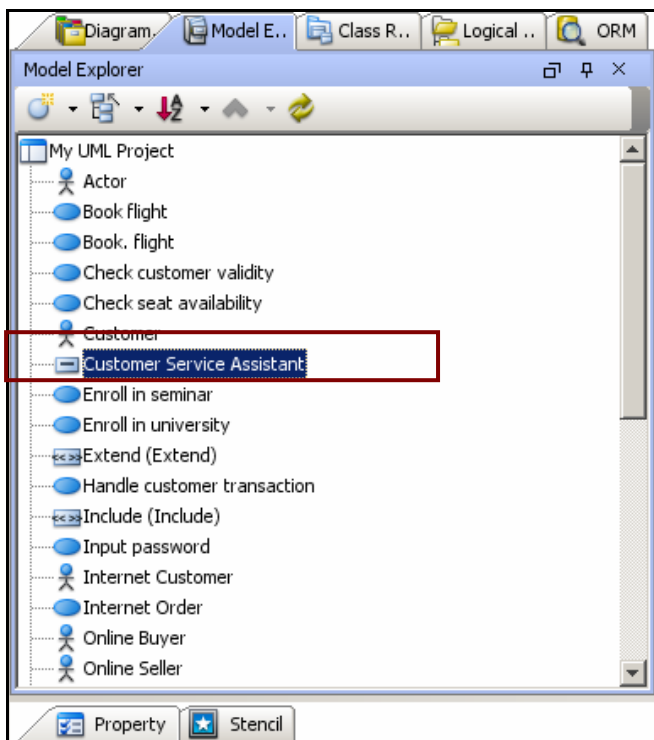 Diagram. Model E.. Class R.. Logical .. ORM
Model Explorer
My UML Project
Actor
Book flight
Book. flight
Check customer validity
Check seat availability
Customer
Customer Service Assistant
Enroll in seminar
Enroll in university
<<>>Extend (Extend)
Handle customer transaction
<<>>Include (Include)
Input password
Internet Customer
Internet Order
Online Buyer
Online Seller
Property Stencil